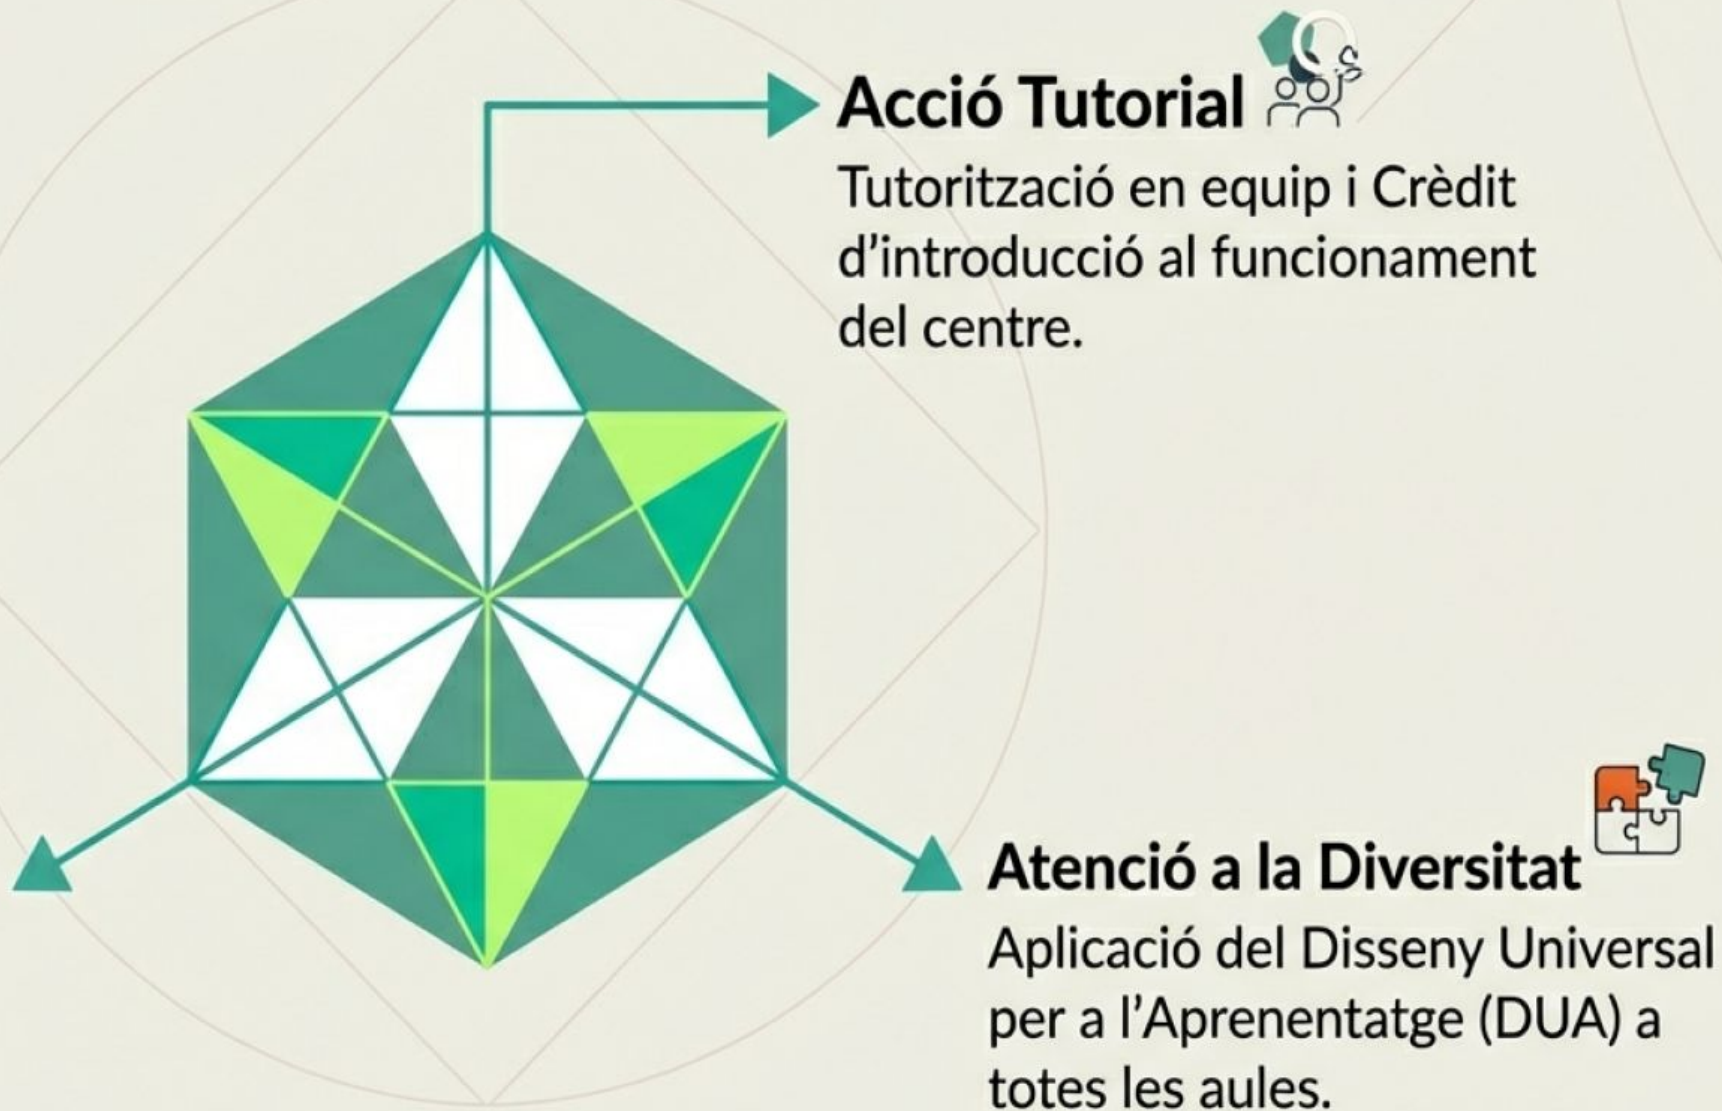 Acció Tutorial
Tutorització en equip i Crèdit
d’introducció al funcionament
del centre.
Atenció a la Diversitat
Aplicació del Disseny Universal
per a l’Aprenentatge (DUA) a
totes les aules.